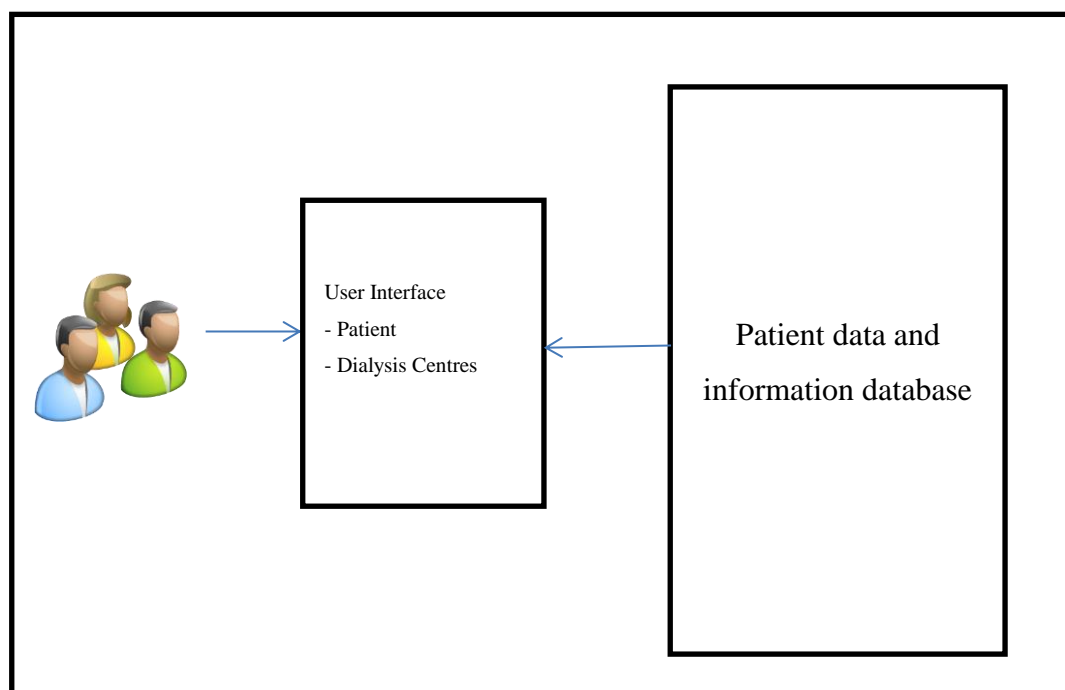 User Interface
- Patient
- Dialysis Centres
Patient data and
information database